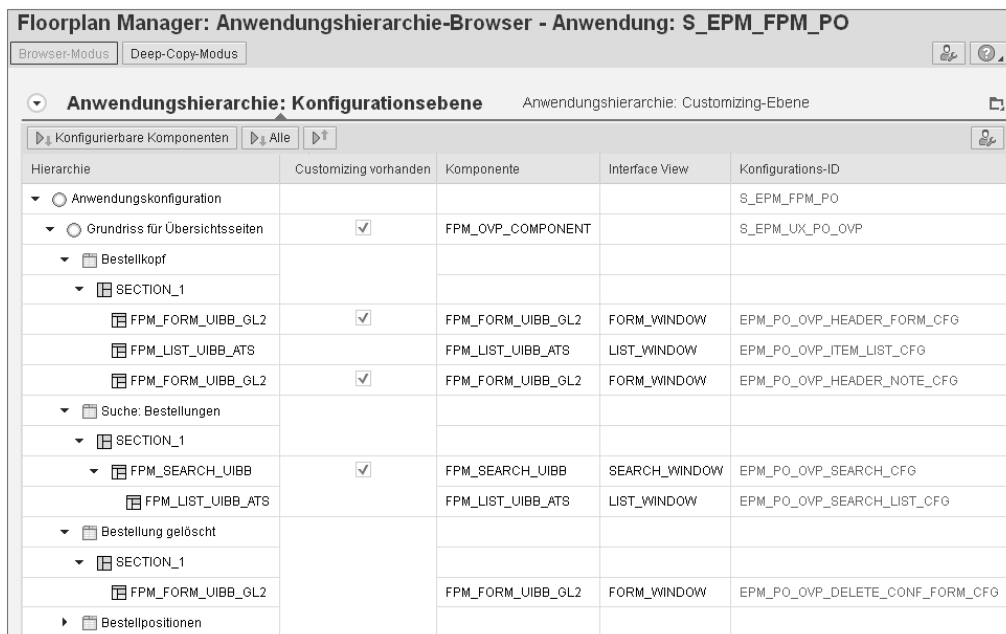 Floorplan Manager: Anwendungshierarchie-Browser - Anwendung: S_EPM_FPM_PO
Browser-Modus Deep-Copy-Modus
Anwendungshierarchie: Konfigurationsebene Anwendungshierarchie: Customizing-Ebene
Konfigurierbare Komponenten Alle
Hierarchie Customizing vorhanden Komponente Interface View Konfigurations-ID
Anwendungskonfiguration S_EPM_FPM_PO
Grundriss für Übersichtsseiten FPM_OVP_COMPONENT S_EPM_UX_PO_OVP
Bestellkopf
SECTION_1
FPM_FORM_UIBB_GL2 FPM_FORM_UIBB_GL2 FORM_WINDOW EPM_PO_OVP_HEADER_FORM_CFG
FPM_LIST_UIBB_ATS FPM_LIST_UIBB_ATS LIST_WINDOW EPM_PO_OVP_ITEM_LIST_CFG
FPM_FORM_UIBB_GL2 FPM_FORM_UIBB_GL2 FORM_WINDOW EPM_PO_OVP_HEADER_NOTE_CFG
Suche: Bestellungen
SECTION_1
FPM_SEARCH_UIBB FPM_SEARCH_UIBB SEARCH_WINDOW EPM_PO_OVP_SEARCH_CFG
FPM_LIST_UIBB_ATS FPM_LIST_UIBB_ATS LIST_WINDOW EPM_PO_OVP_SEARCH_LIST_CFG
Bestellung gelöscht
SECTION_1
FPM_FORM_UIBB_GL2 FPM_FORM_UIBB_GL2 FORM_WINDOW EPM_PO_OVP_DELETE_CONF_FORM_CFG
Bestellpositionen